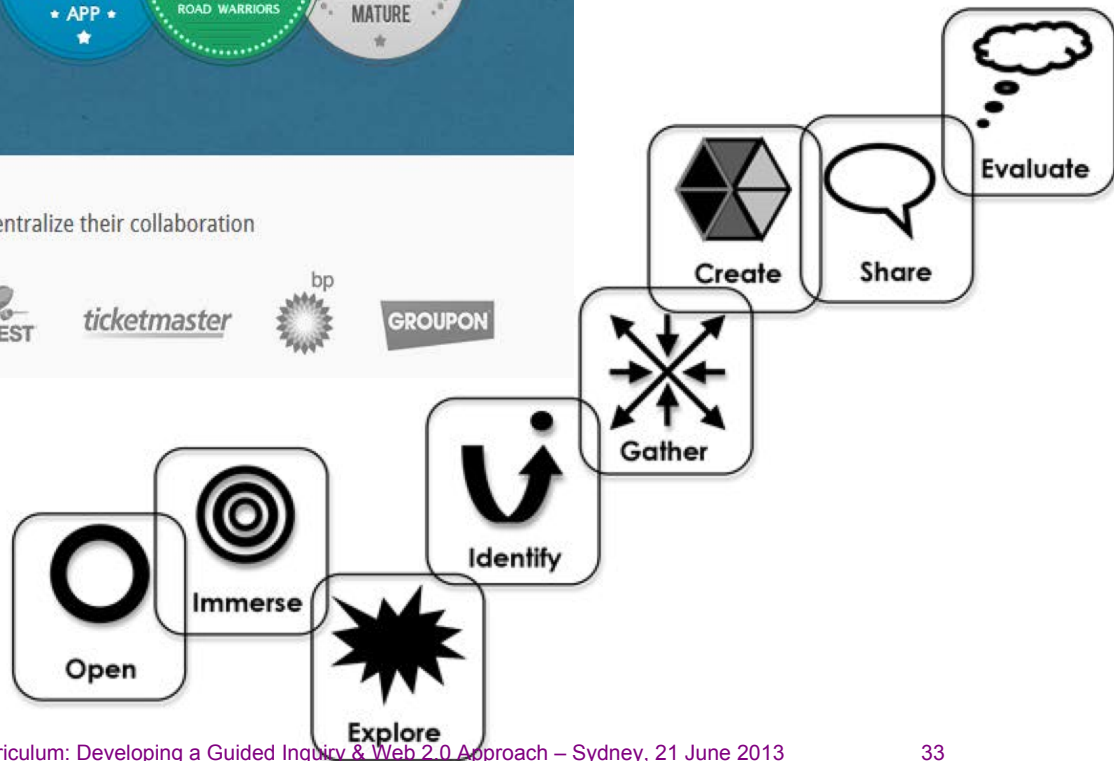 ★ APP ★
ROAD WARRIORS
MATURE
entralize their collaboration
EST
ticketmaster
bp
GROUPON
Evaluate
Create
Share
Gather
Identify
Immerse
Open
Explore
riculum: Developing a Guided Inquiry & Web 2.0 Approach – Sydney, 21 June 2013
33